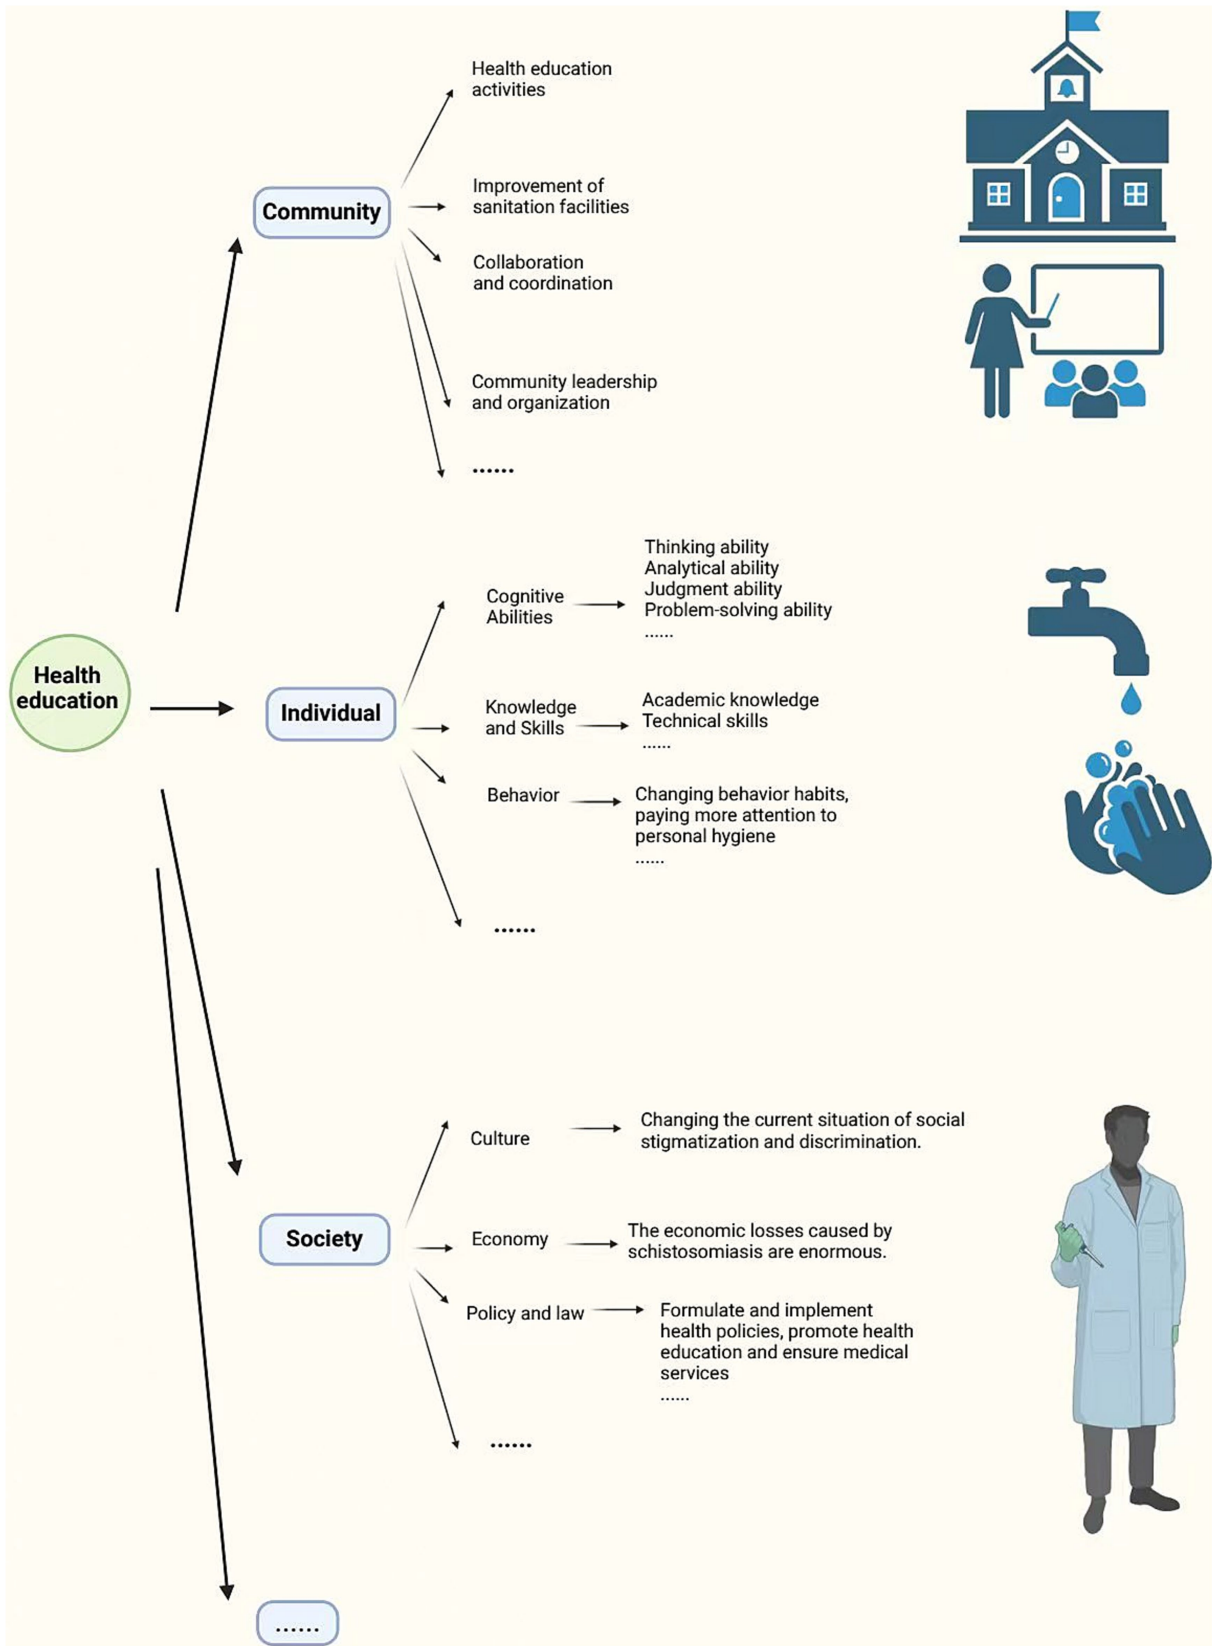 Health education
activities
Improvement of
sanitation facilities
Community
Collaboration
and coordination
Community leadership
and organization
......
Thinking ability
Analytical ability
Judgment ability
Problem-solving ability
......
Cognitive
Abilities
Health
education
Individual
Knowledge
and Skills
Academic knowledge
Technical skills
......
Behavior
Changing behavior habits,
paying more attention to
personal hygiene
......
......
Culture
Changing the current situation of social
stigmatization and discrimination.
Society
Economy
The economic losses caused by
schistosomiasis are enormous.
Policy and law
Formulate and implement
health policies, promote health
education and ensure medical
services
......
......
......